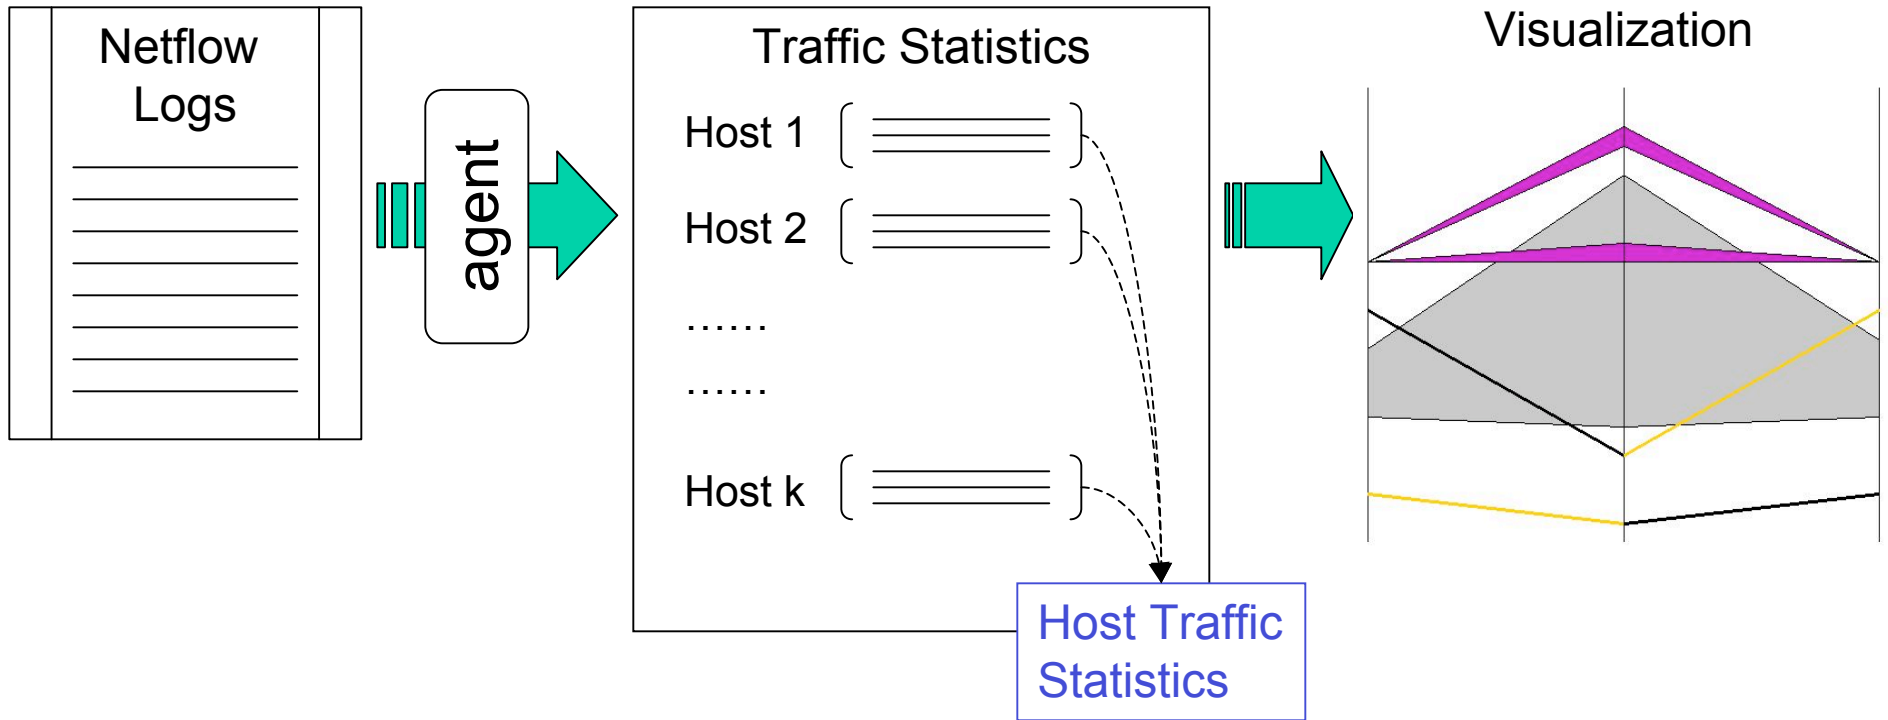 Netflow
Logs
agent
Traffic Statistics
Host 1
Host 2
......
......
Host k
Host Traffic
Statistics
Visualization